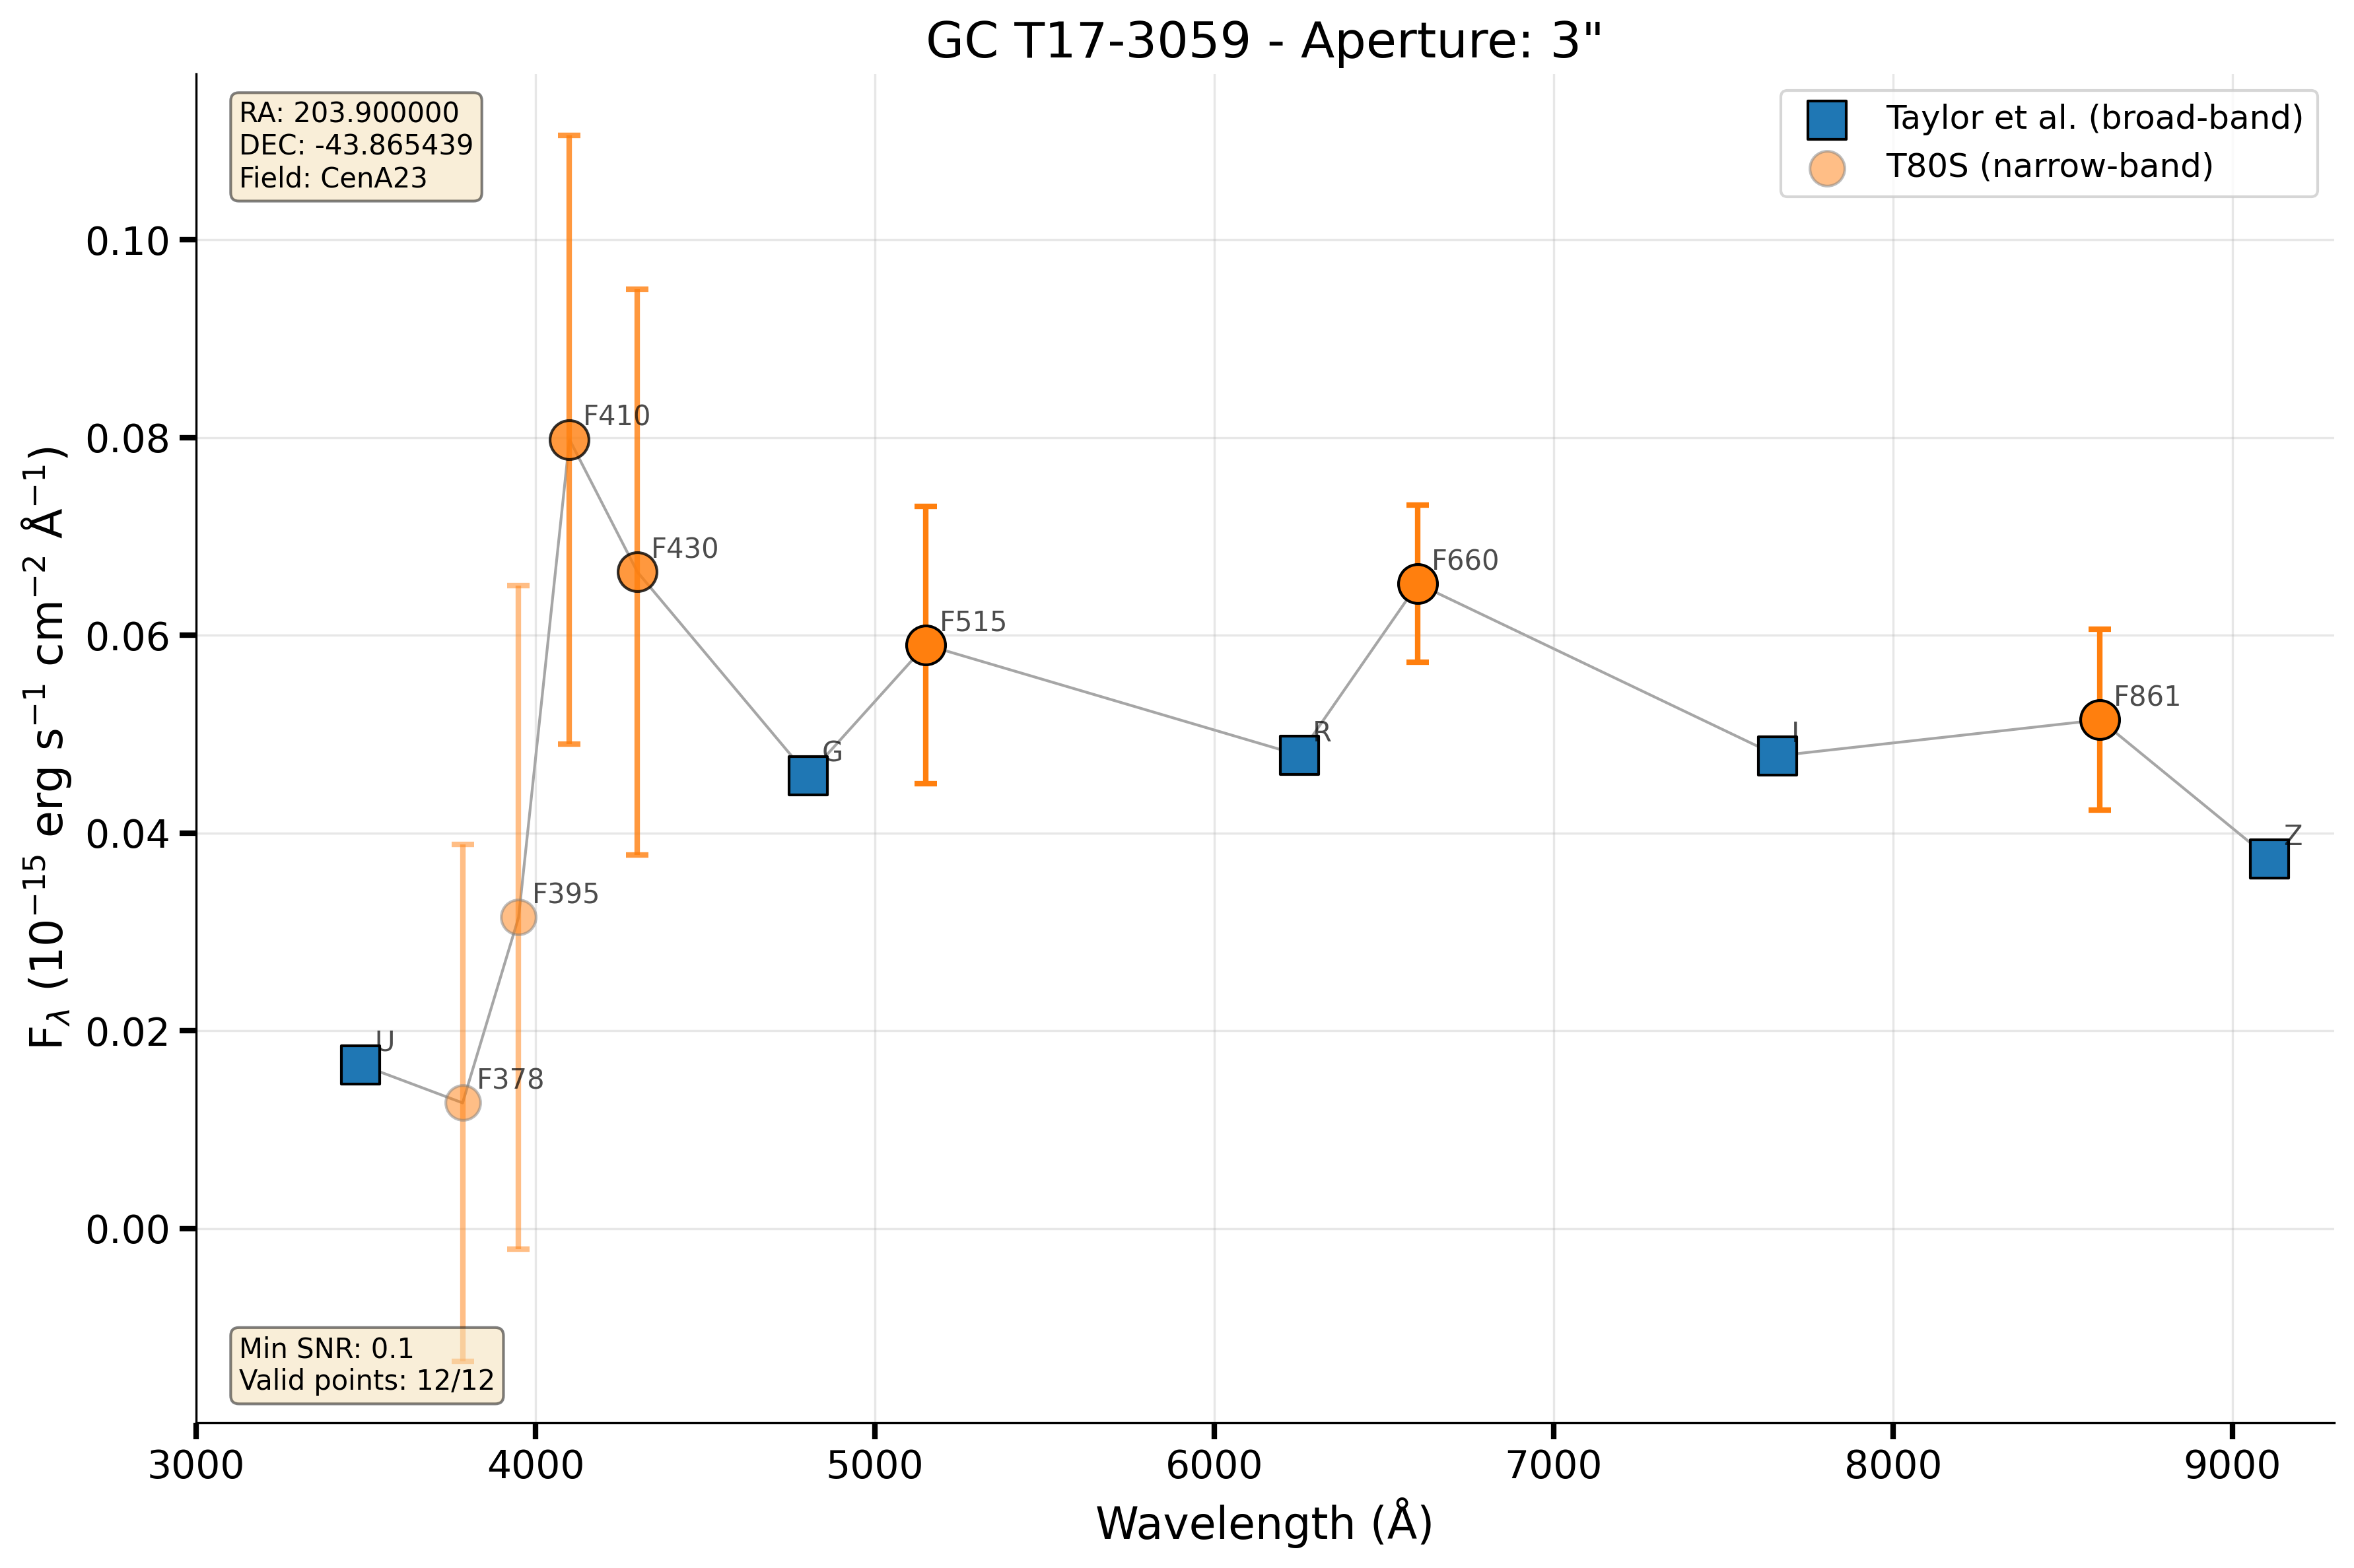 GC T17-3059 - Aperture: 3"
RA: 203.900000
DEC: -43.865439
Field: CenA23
Taylor et al. (broad-band)
T80S (narrow-band)
F410
F430
F515
F660
F861
G
R
I
Z
F395
U
F378
Min SNR: 0.1
Valid points: 12/12
0.10
0.08
0.06
0.04
0.02
0.00
F_λ (10⁻¹⁵ erg s⁻¹ cm⁻² Å⁻¹)
3000 4000 5000 6000 7000 8000 9000
Wavelength (Å)